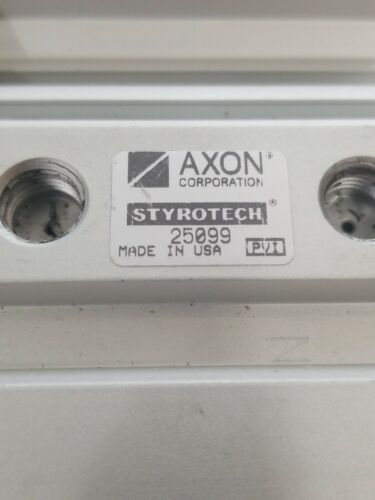 AXON®
CORPORATION
STYROTECH®
25099
MADE IN USA PVI